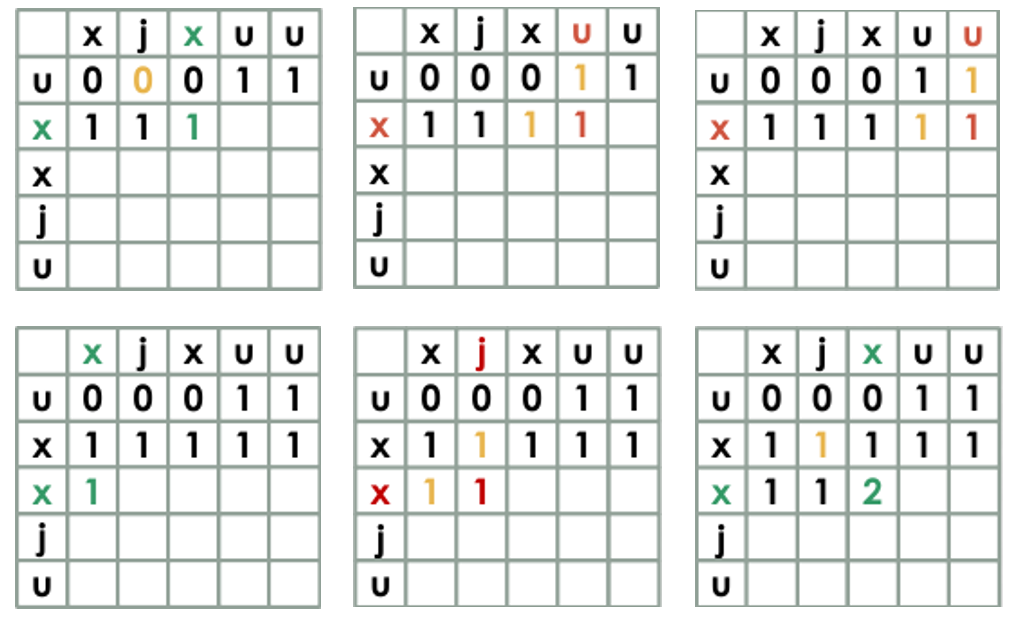 x j x u u
u 0 0 0 1 1
x 1 1 1
x
j
u
x j x u u
u 0 0 0 1 1
x 1 1 1 1
x
j
u
x j x u u
u 0 0 0 1 1
x 1 1 1 1 1
x
j
u
x j x u u
u 0 0 0 1 1
x 1 1 1 1 1
x 1
j
u
x j x u u
u 0 0 0 1 1
x 1 1 1 1 1
x 1 1
j
u
x j x u u
u 0 0 0 1 1
x 1 1 1 1 1
x 1 1 2
j
u